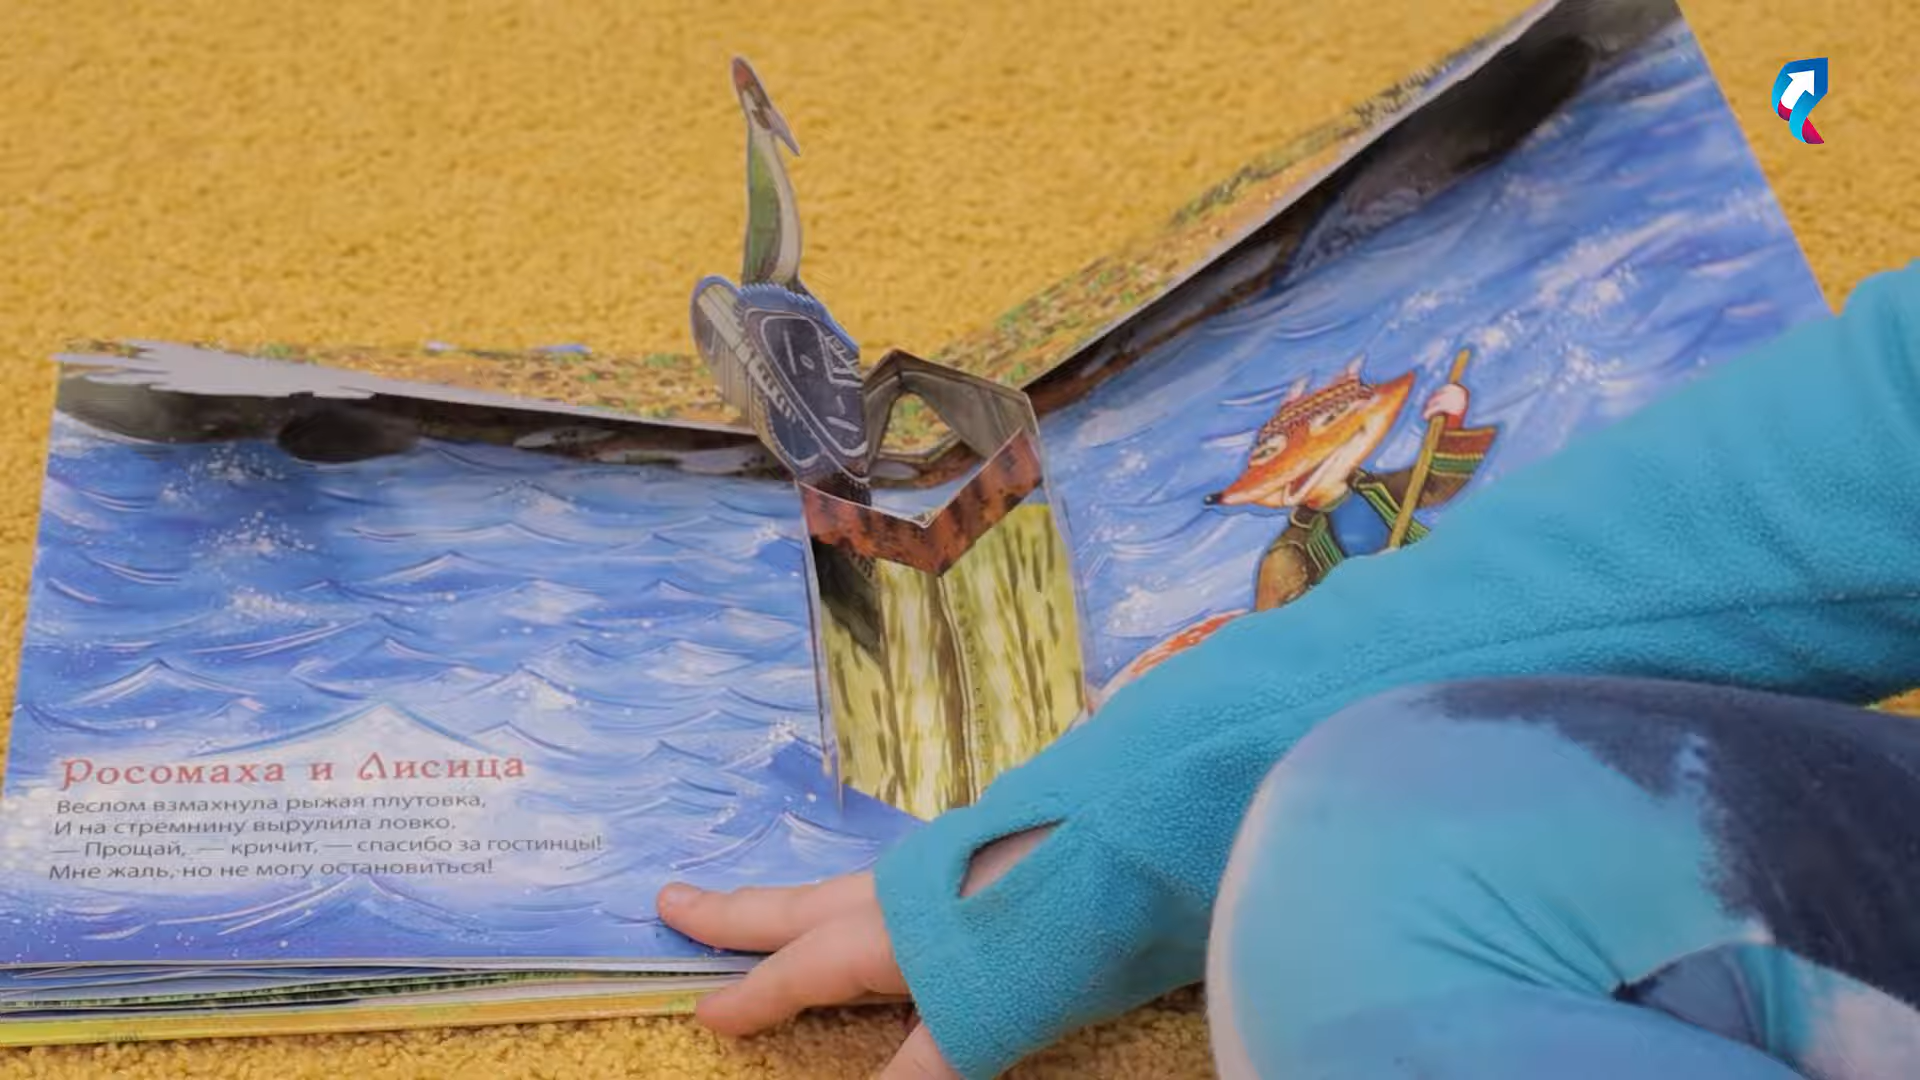 Росомаха и Лисица
Веслом взмахнула рыжая плутовка,
И на стремнину вырулила ловко.
— Прощай, — кричит, — спасибо за гостинцы!
Мне жаль, но не могу остановиться!